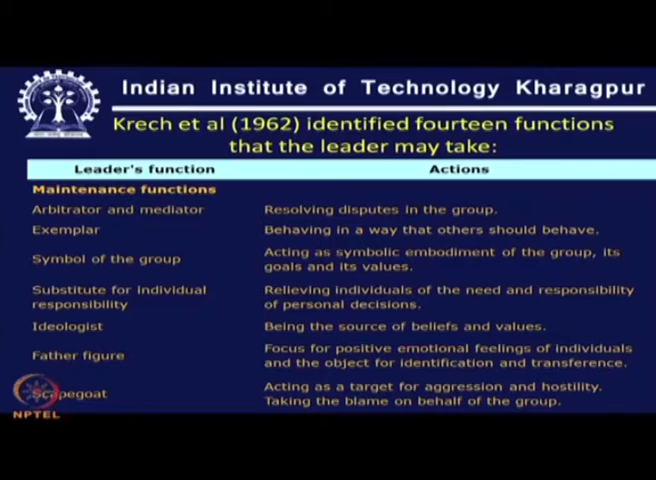 Indian Institute of Technology Kharagpur
Krech et al (1962) identified fourteen functions
that the leader may take:
Leader's function Actions
Maintenance functions
Arbitrator and mediator Resolving disputes in the group.
Exemplar Behaving in a way that others should behave.
Symbol of the group Acting as symbolic embodiment of the group, its
goals and its values.
Substitute for individual Relieving individuals of the need and responsibility
responsibility of personal decisions.
Ideologist Being the source of beliefs and values.
Father figure Focus for positive emotional feelings of individuals
and the object for identification and transference.
Scapegoat Acting as a target for aggression and hostility.
Taking the blame on behalf of the group.
NPTEL